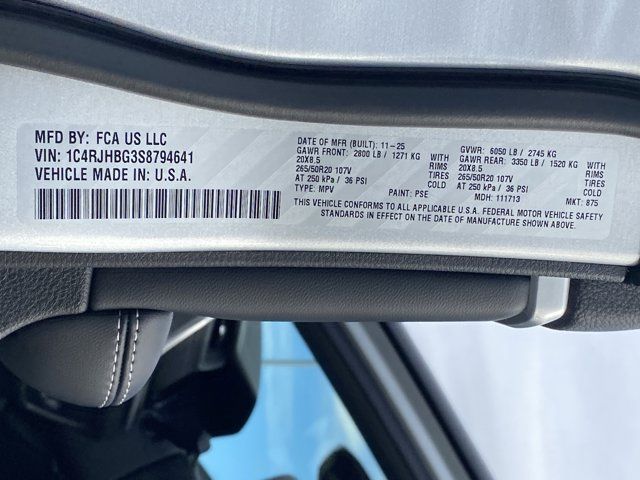 MFD BY: FCA US LLC
VIN: 1C4RJHBG3S8794641
VEHICLE MADE IN: U.S.A.
DATE OF MFR (BUILT): 11-25
GAWR FRONT: 2800 LB / 1271 KG WITH
20X8.5 RIMS
265/50R20 107V TIRES
AT 250 kPa / 36 PSI COLD
TYPE: MPV PAINT: PSE
GVWR: 6050 LB / 2745 KG
GAWR REAR: 3350 LB / 1520 KG WITH
20X8.5 RIMS
265/50R20 107V TIRES
AT 250 kPa / 36 PSI COLD
MDH: 111713 MKT: 875
THIS VEHICLE CONFORMS TO ALL APPLICABLE U.S.A. FEDERAL MOTOR VEHICLE SAFETY
STANDARDS IN EFFECT ON THE DATE OF MANUFACTURE SHOWN ABOVE.